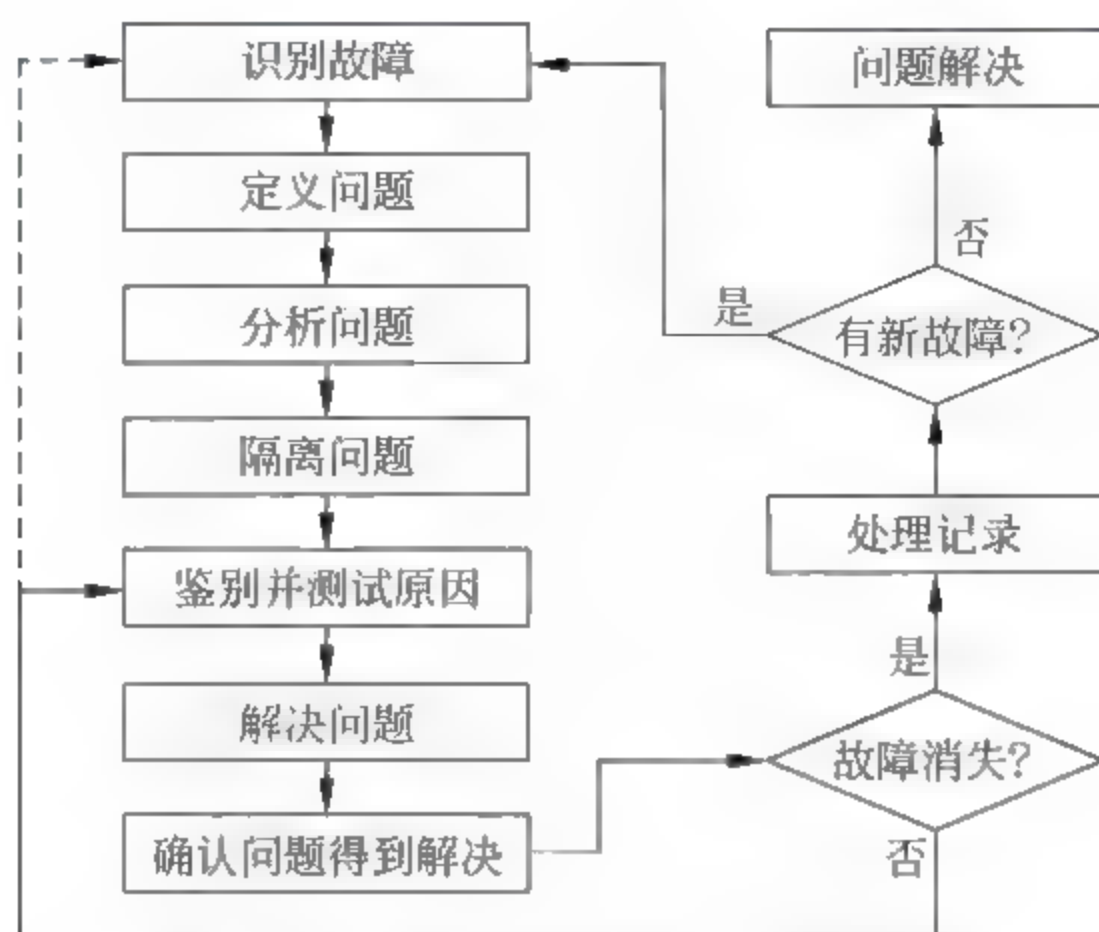 识别故障
定义问题
分析问题
隔离问题
鉴别并测试原因
解决问题
确认问题得到解决
故障消失?
否
是
处理记录
有新故障?
是
否
问题解决